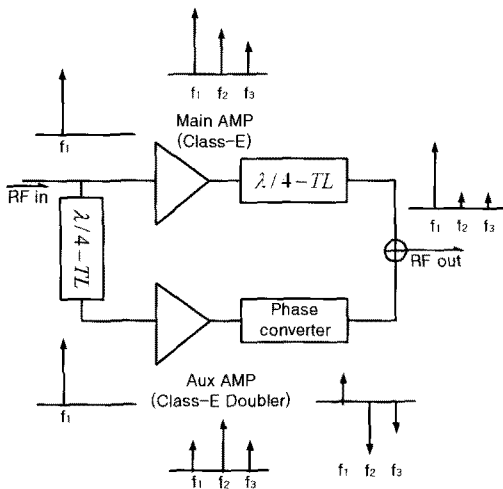 f1 f2 f3
Main AMP
(Class-E)
f1
RF in
λ/4-TL
λ/4-TL
f1 f2 f3
RF out
Phase
converter
Aux AMP
(Class-E Doubler)
f1
f1 f2 f3
f1 f2 f3